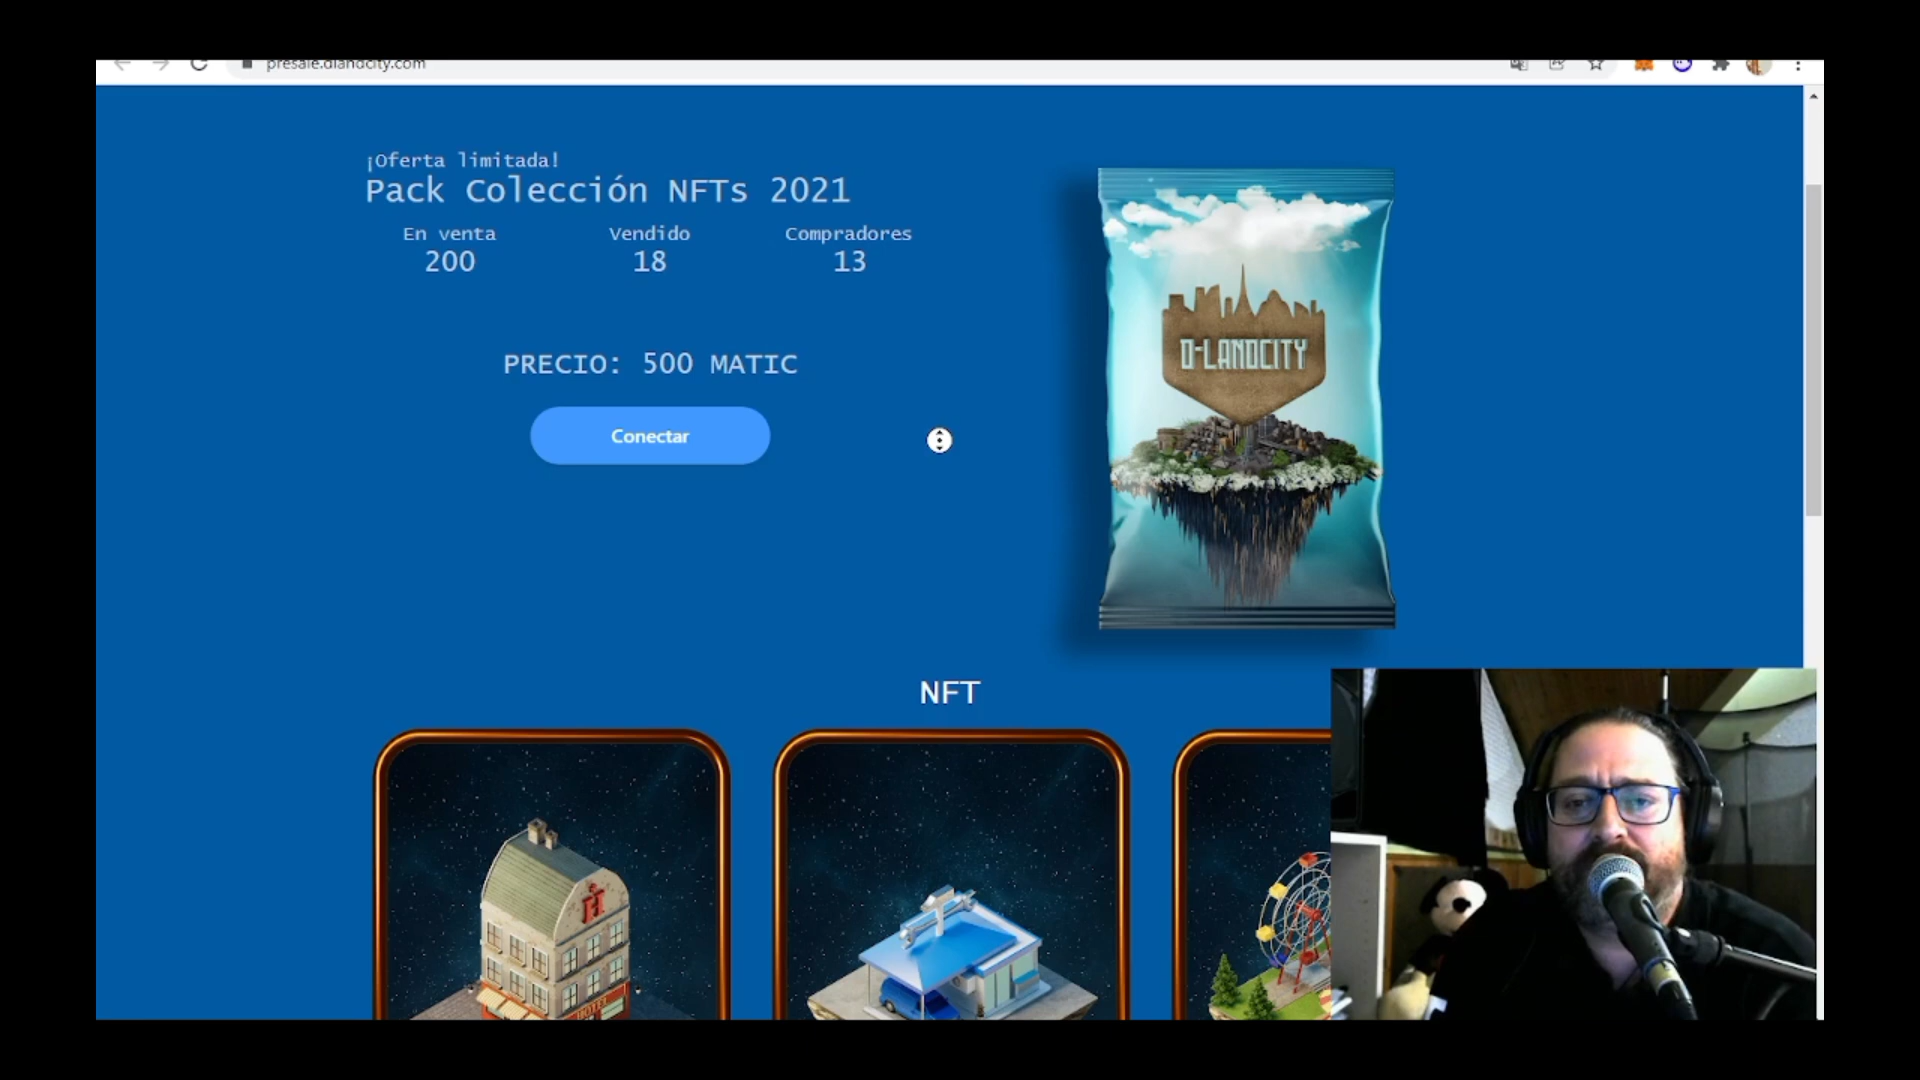 presale.dlandcity.com
¡Oferta limitada!
Pack Colección NFTs 2021
En venta Vendido Compradores
200 18 13
PRECIO: 500 MATIC
Conectar
D-LANDCITY
NFT
H
HOTEL